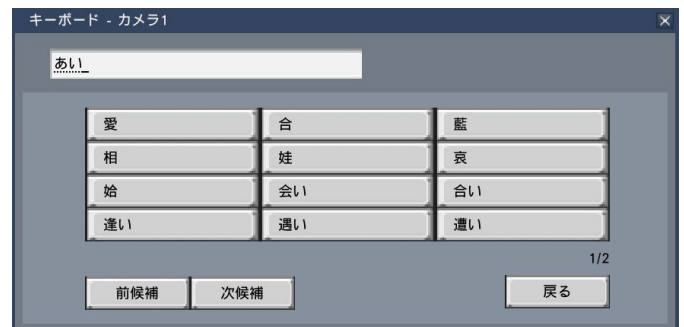 キーボード - カメラ1
あい_
愛 合 藍
相 娃 哀
姶 会い 合い
逢い 遇い 遭い
1/2
前候補 次候補 戻る